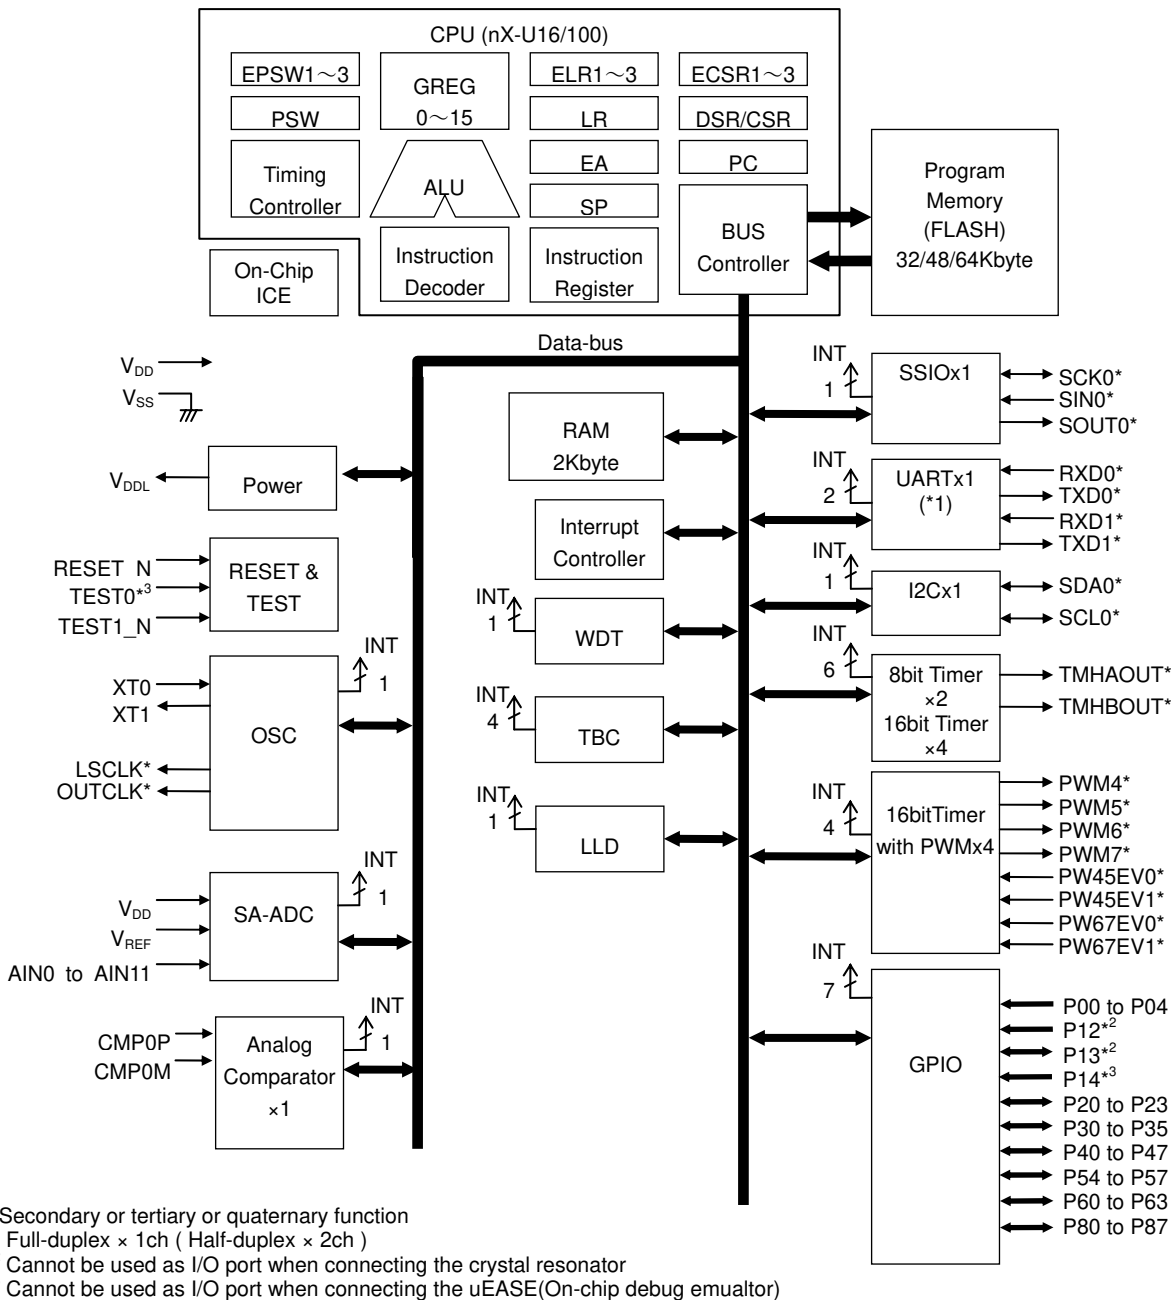 CPU (nX-U16/100)
EPSW1～3
GREG
0～15
ELR1～3
ECSR1～3
PSW
LR
DSR/CSR
Timing
Controller
ALU
EA
PC
SP
BUS
Controller
Instruction
Decoder
Instruction
Register
On-Chip
ICE
Program
Memory
(FLASH)
32/48/64Kbyte
Data-bus
VDD
VSS
VDDL
Power
RESET_N
TEST0*3
TEST1_N
RESET &
TEST
XT0
XT1
LSCLK*
OUTCLK*
OSC
INT
1
VDD
VREF
AIN0 to AIN11
SA-ADC
INT
1
CMP0P
CMP0M
Analog
Comparator
×1
INT
1
RAM
2Kbyte
Interrupt
Controller
INT
1
WDT
INT
4
TBC
INT
1
LLD
INT
1
SSIOx1
SCK0*
SIN0*
SOUT0*
INT
2
UARTx1
(*1)
RXD0*
TXD0*
RXD1*
TXD1*
INT
1
I2Cx1
SDA0*
SCL0*
INT
6
8bit Timer
×2
16bit Timer
×4
TMHAOUT*
TMHBOUT*
INT
4
16bitTimer
with PWMx4
PWM4*
PWM5*
PWM6*
PWM7*
PW45EV0*
PW45EV1*
PW67EV0*
PW67EV1*
INT
7
GPIO
P00 to P04
P12*2
P13*2
P14*3
P20 to P23
P30 to P35
P40 to P47
P54 to P57
P60 to P63
P80 to P87
Secondary or tertiary or quaternary function
Full-duplex × 1ch ( Half-duplex × 2ch )
Cannot be used as I/O port when connecting the crystal resonator
Cannot be used as I/O port when connecting the uEASE(On-chip debug emualtor)